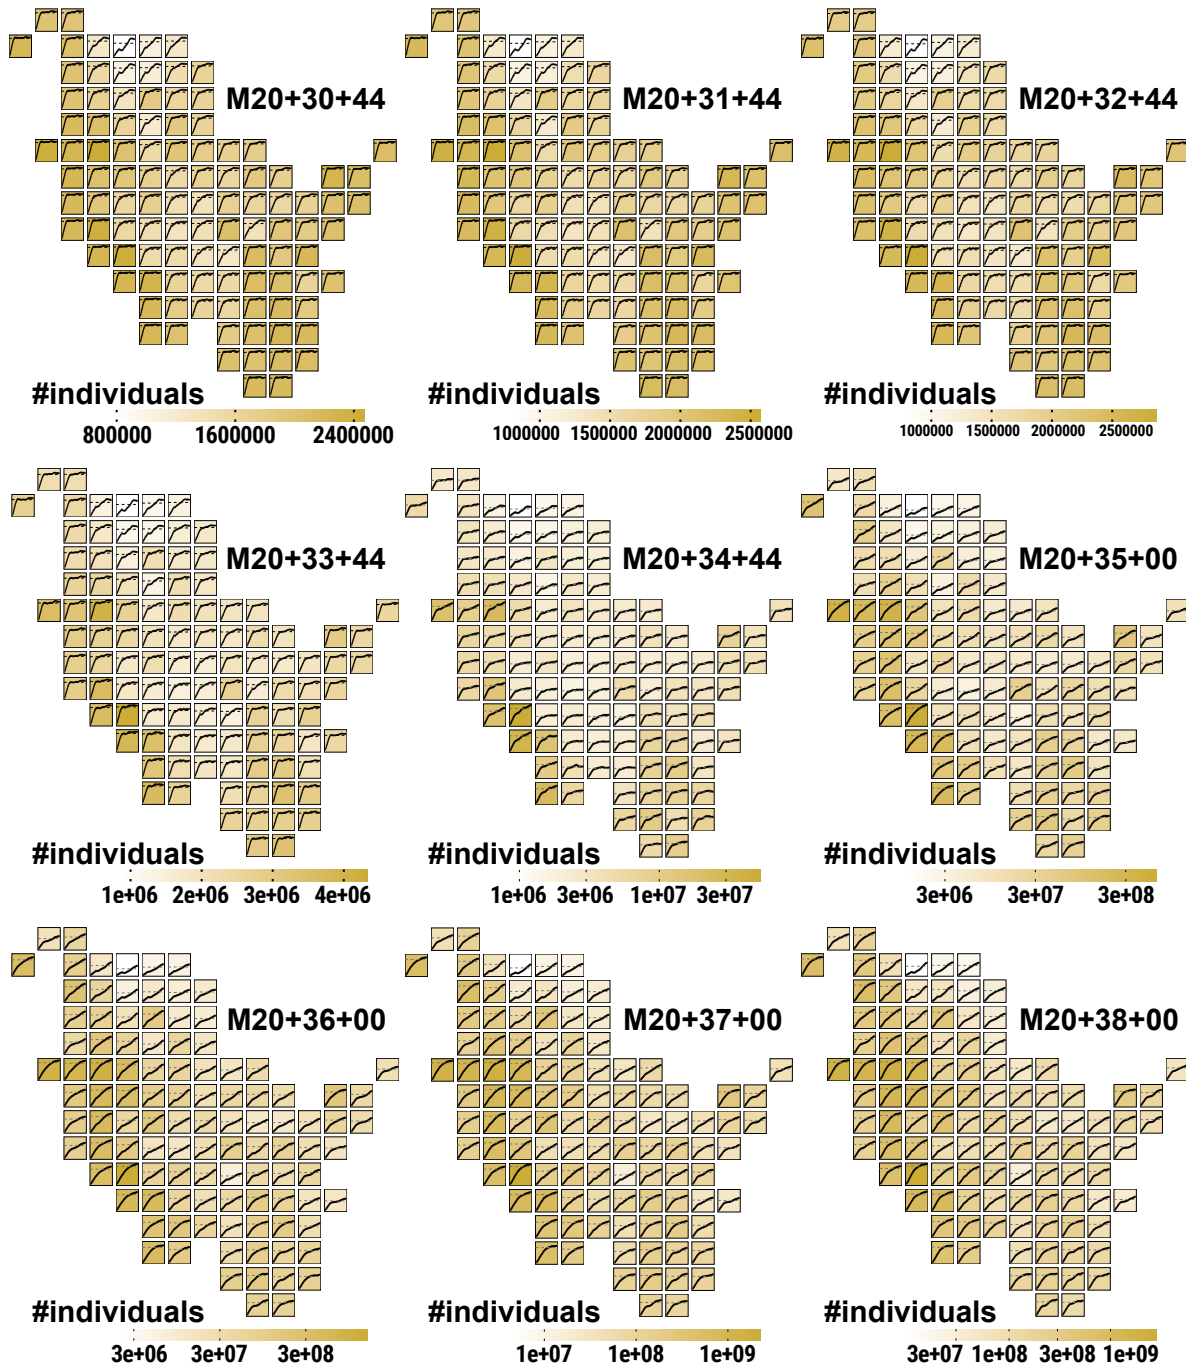 M20+30+44
M20+31+44
M20+32+44
#individuals
800000 1600000 2400000
#individuals
1000000 1500000 2000000 2500000
#individuals
1000000 1500000 2000000 2500000
M20+33+44
M20+34+44
M20+35+00
#individuals
1e+06 2e+06 3e+06 4e+06
#individuals
1e+06 3e+06 1e+07 3e+07
#individuals
3e+06 3e+07 3e+08
M20+36+00
M20+37+00
M20+38+00
#individuals
3e+06 3e+07 3e+08
#individuals
1e+07 1e+08 1e+09
#individuals
3e+07 1e+08 3e+08 1e+09